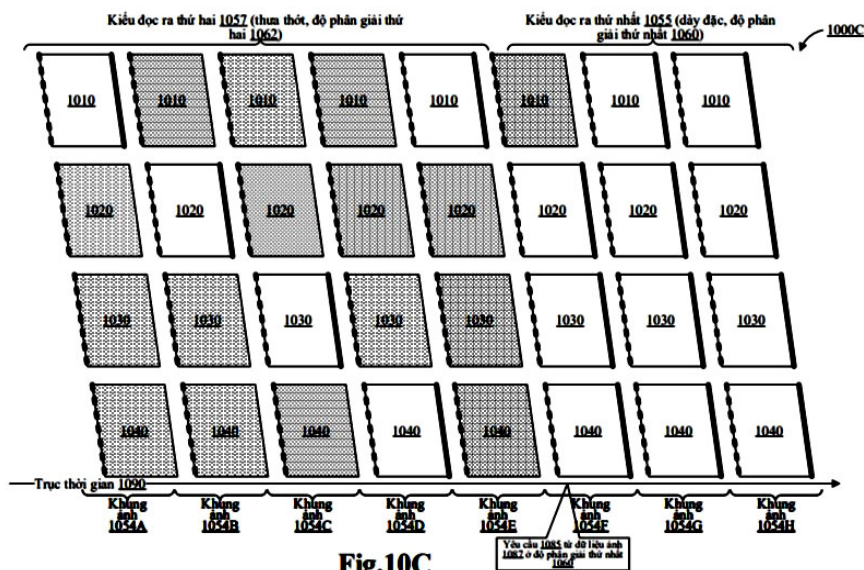 Kiểu đọc ra thứ hai 1057 (thưa thớt, độ phân giải thứ
hai 1062)
Kiểu đọc ra thứ nhất 1055 (dày đặc, độ phân
giải thứ nhất 1060)
1000C
1010 1010 1010 1010 1010 1010 1010 1010
1020 1020 1020 1020 1020 1020 1020 1020
1030 1030 1030 1030 1030 1030 1030 1030
1040 1040 1040 1040 1040 1040 1040 1040
Trục thời gian 1090
Khung Khung Khung Khung Khung Khung Khung Khung
ảnh ảnh ảnh ảnh ảnh ảnh ảnh ảnh
1054A 1054B 1054C 1054D 1054E 1054F 1054G 1054H
Yêu cầu 1085 từ dữ liệu ảnh
1087 ở độ phân giải thứ nhất
1060
Fig.10C